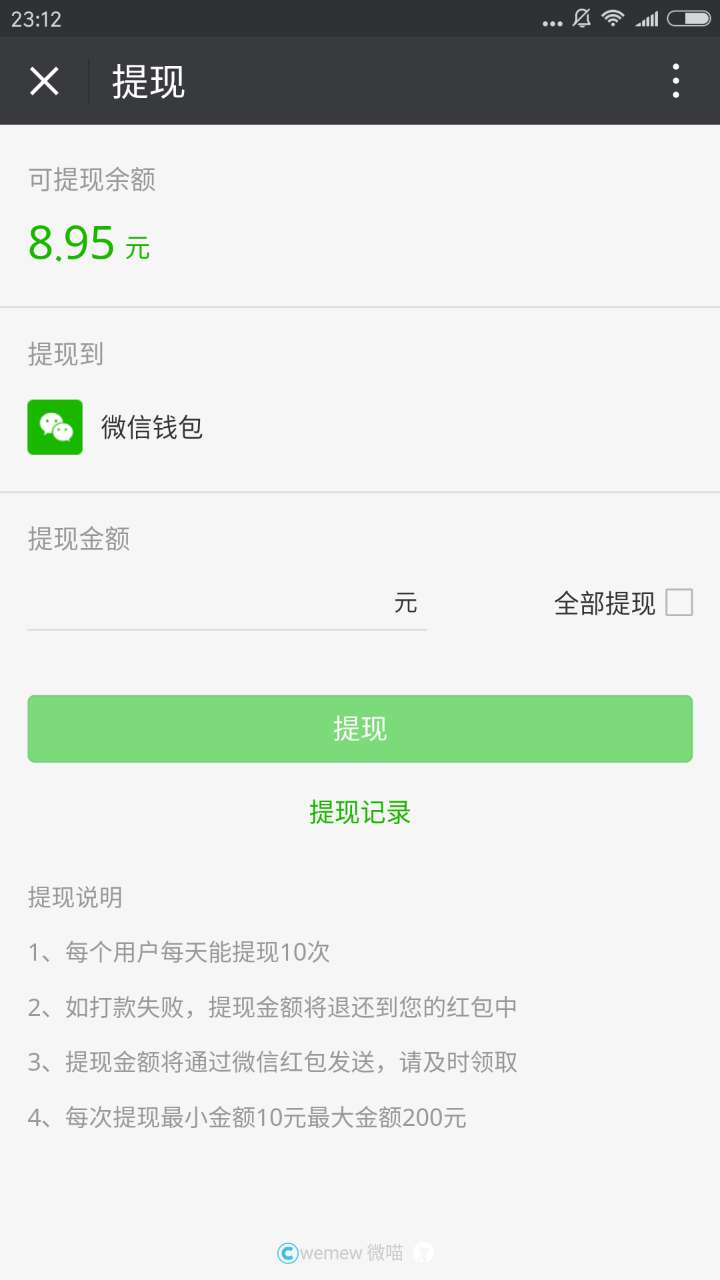 23:12
提现
可提现余额
8.95 元
提现到
微信钱包
提现金额
元 全部提现
提现
提现记录
提现说明
1、每个用户每天能提现10次
2、如打款失败，提现金额将退还到您的红包中
3、提现金额将通过微信红包发送，请及时领取
4、每次提现最小金额10元最大金额200元
wemew 微喵